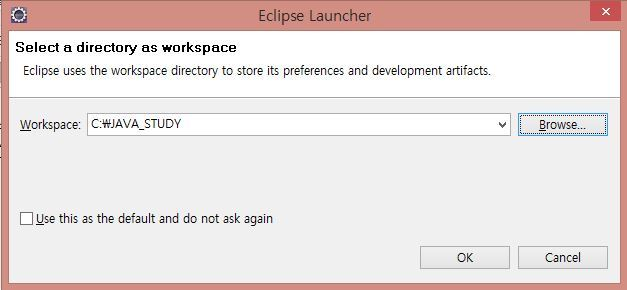 Eclipse Launcher
Select a directory as workspace
Eclipse uses the workspace directory to store its preferences and development artifacts.
Workspace: C:₩JAVA_STUDY Browse...
Use this as the default and do not ask again
OK Cancel